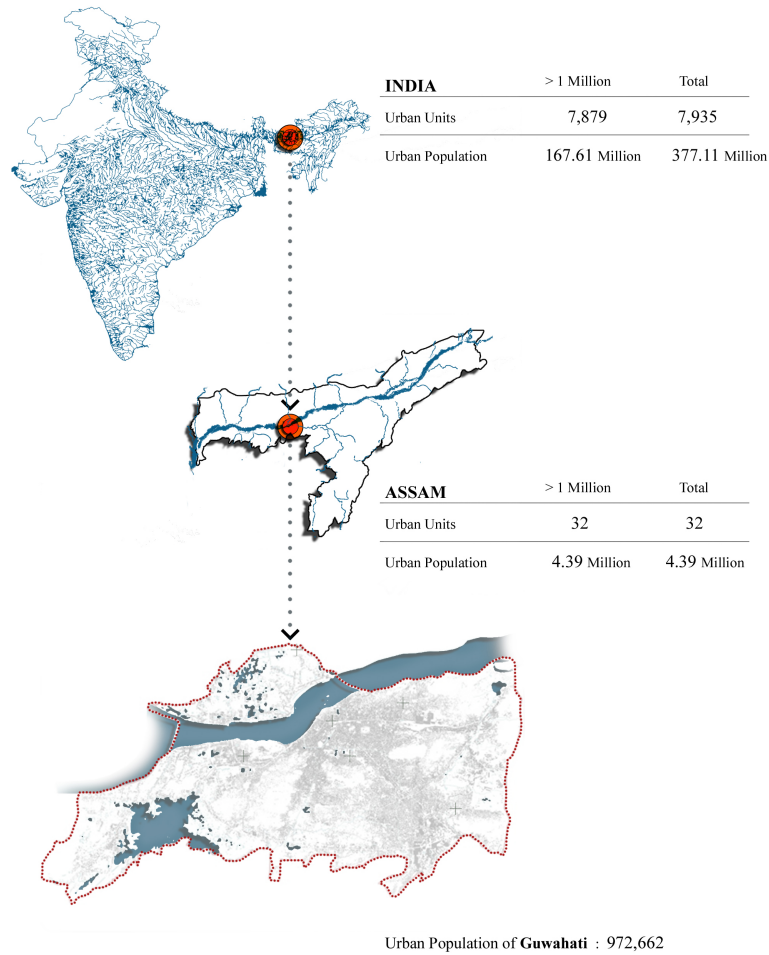 INDIA > 1 Million Total
Urban Units 7,879 7,935
Urban Population 167.61 Million 377.11 Million
ASSAM > 1 Million Total
Urban Units 32 32
Urban Population 4.39 Million 4.39 Million
Urban Population of Guwahati : 972,662